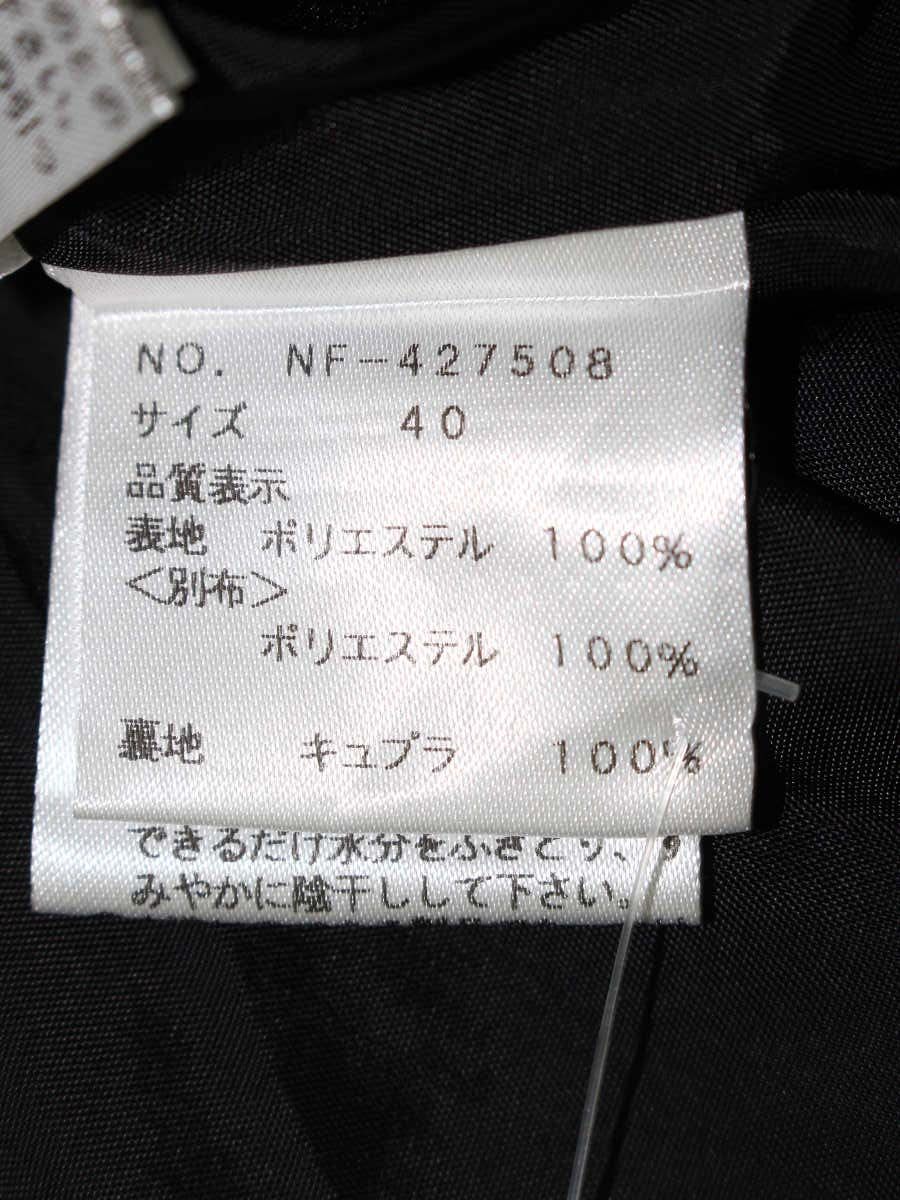 NO. NF-427508
サイズ 40
品質表示
表地 ポリエステル 100%
<別布>
ポリエステル 100%
裏地 キュプラ 100%
できるだけ水分をふきとり、す
みやかに陰干しして下さい。